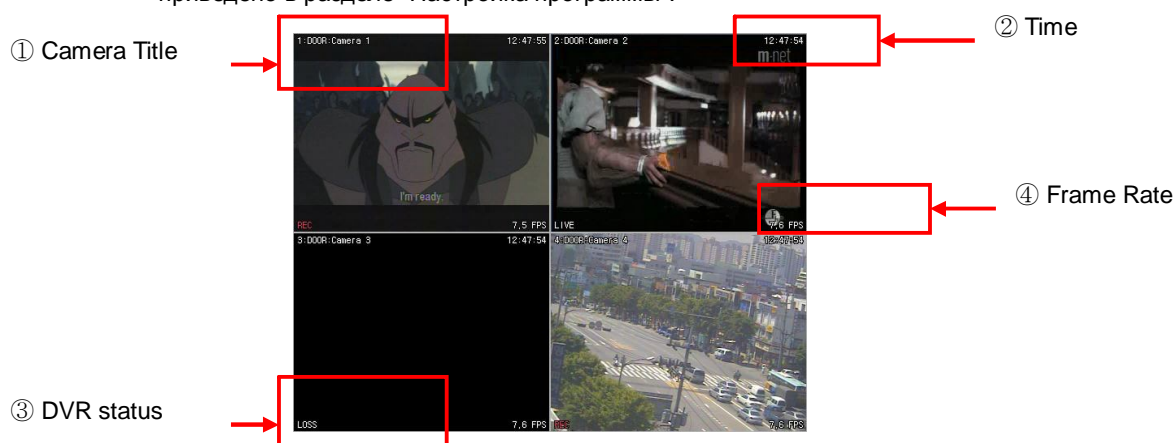 приведено в разделе "Настройка программы".
① Camera Title
② Time
1:DOOR:Camera 1 12:47:55
2:DOOR:Camera 2 12:47:54
m·net
I'm ready.
④ Frame Rate
REC 7,5 FPS
LIVE 7,6 FPS
3:DOOR:Camera 3 12:47:54
4:DOOR:Camera 4 12:47:54
③ DVR status
LOSS 7,6 FPS
REC 7,6 FPS